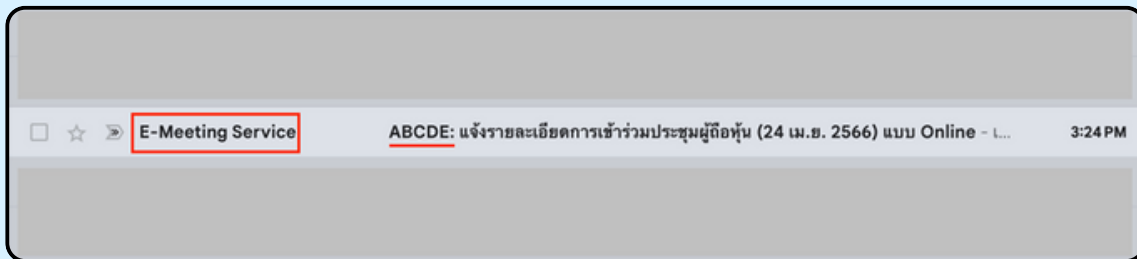 E-Meeting Service ABCDE: แจ้งรายละเอียดการเข้าร่วมประชุมผู้ถือหุ้น (24 เม.ย. 2566) แบบ Online - เ... 3:24 PM